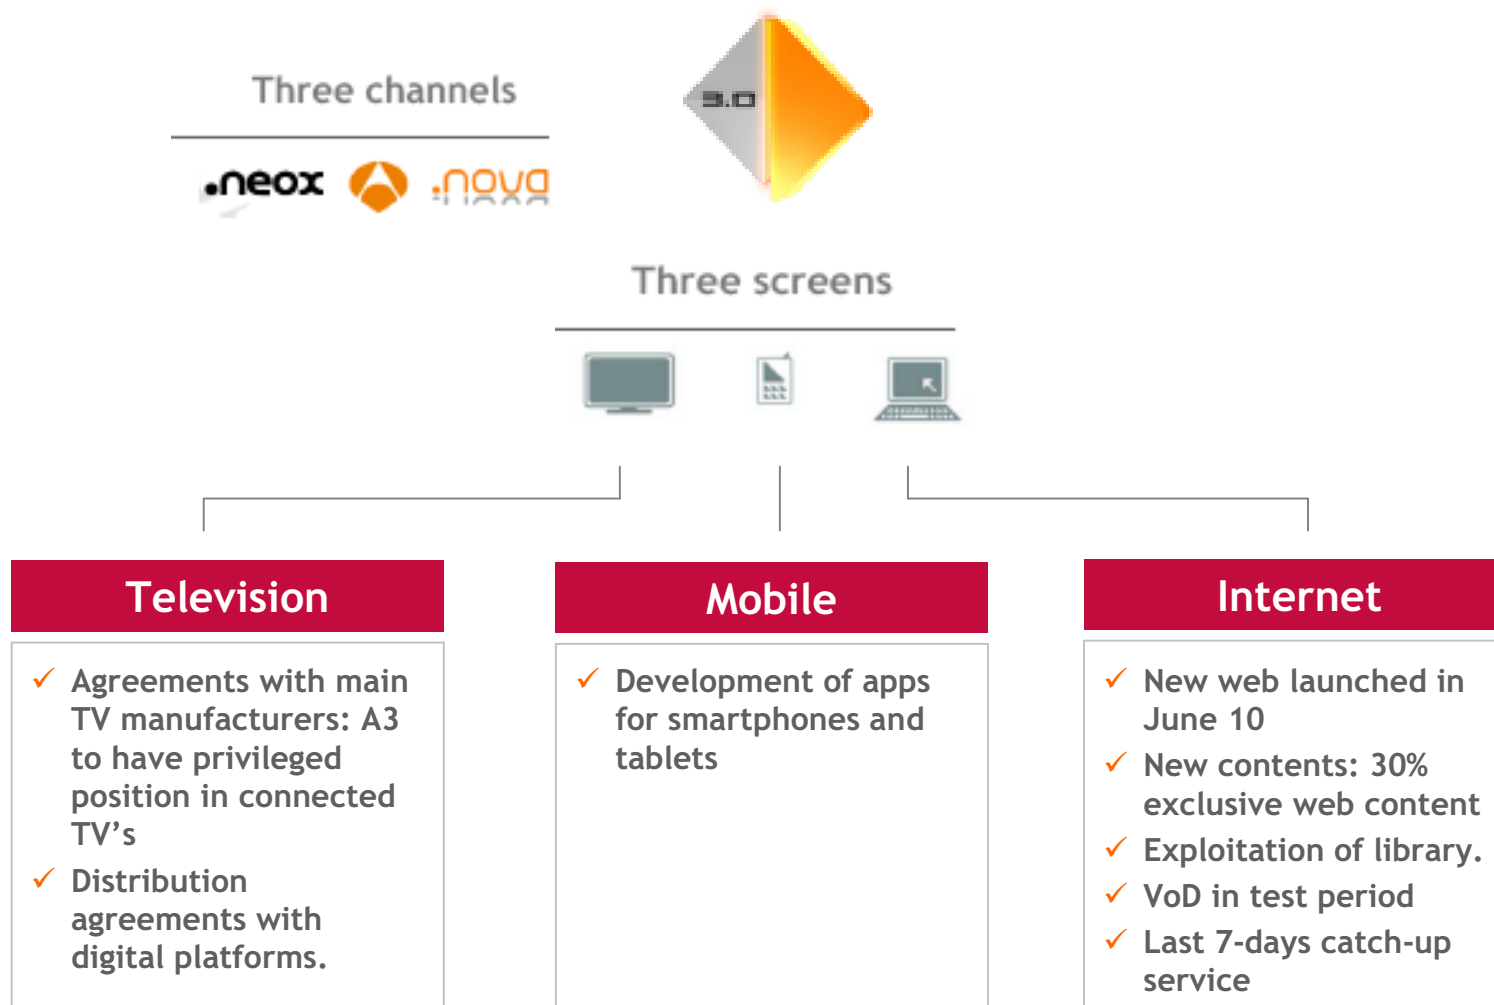 Three channels
3.0
.neox
.nova
Three screens
Television
Agreements with main
TV manufacturers: A3
to have privileged
position in connected
TV’s
Distribution
agreements with
digital platforms.
Mobile
Development of apps
for smartphones and
tablets
Internet
New web launched in
June 10
New contents: 30%
exclusive web content
Exploitation of library.
VoD in test period
Last 7-days catch-up
service